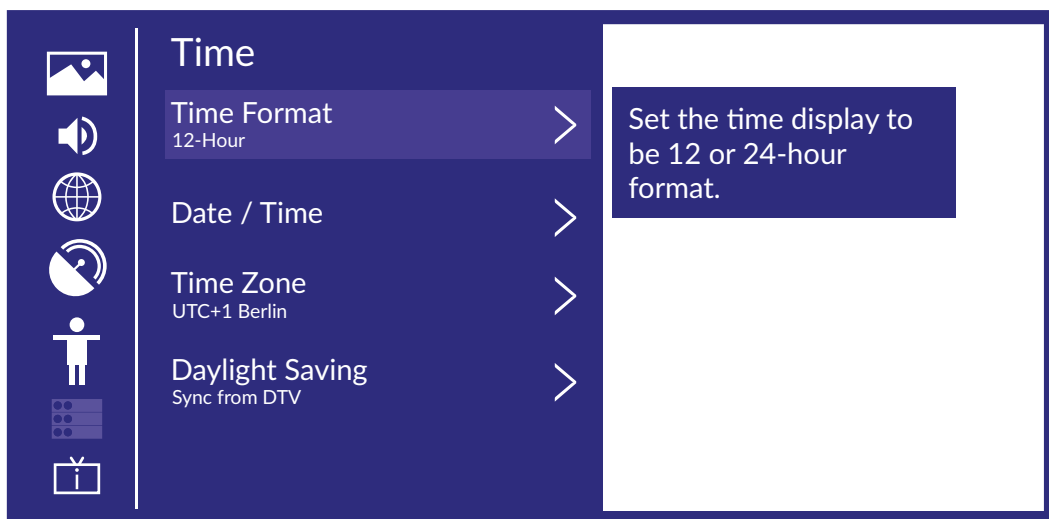 Time
Time Format
12-Hour
Set the time display to
be 12 or 24-hour
format.
Date / Time
Time Zone
UTC+1 Berlin
Daylight Saving
Sync from DTV
i